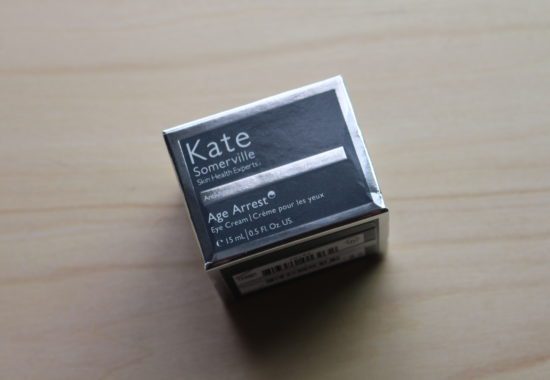 Kate
Somerville
Skin Health Experts
Age Arrest
Eye Cream | Crème pour les yeux
℮ 15 mL | 0.5 Fl. Oz. US.